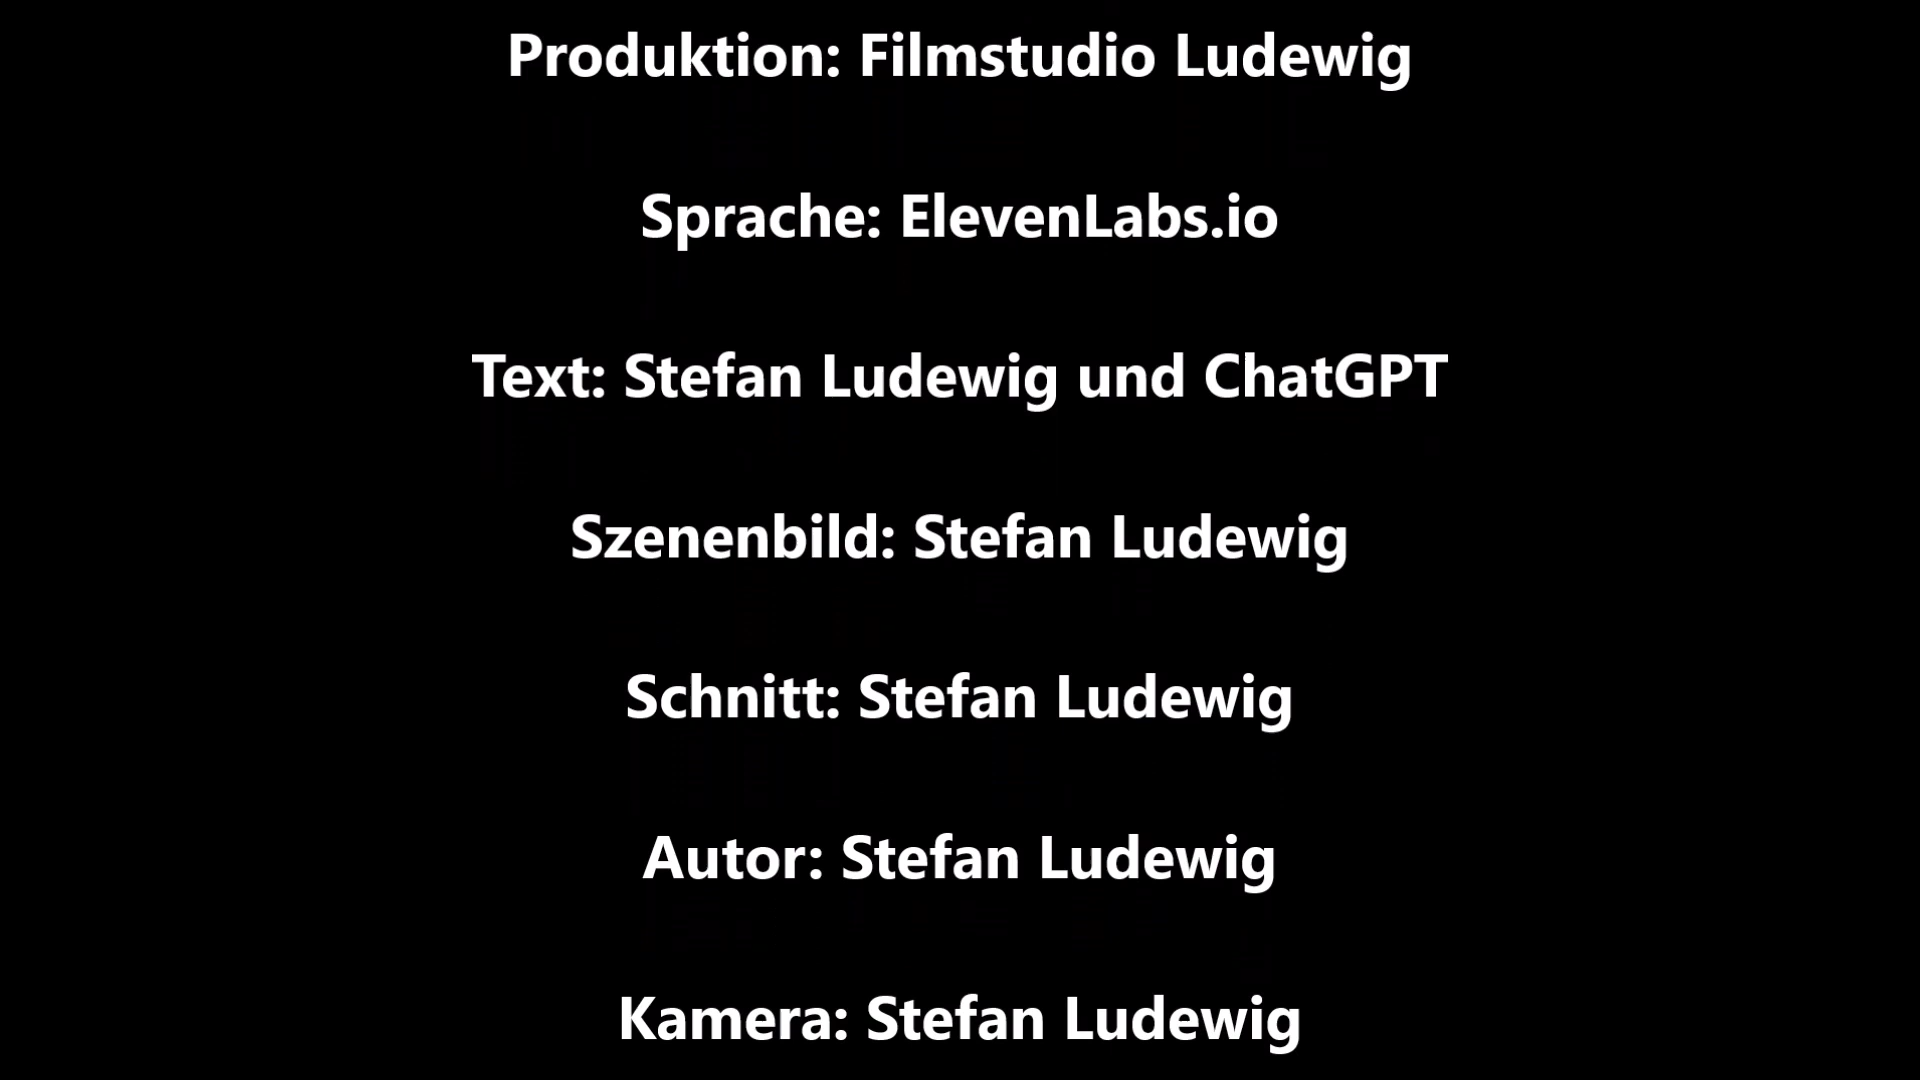 Produktion: Filmstudio Ludewig
Sprache: ElevenLabs.io
Text: Stefan Ludewig und ChatGPT
Szenenbild: Stefan Ludewig
Schnitt: Stefan Ludewig
Autor: Stefan Ludewig
Kamera: Stefan Ludewig